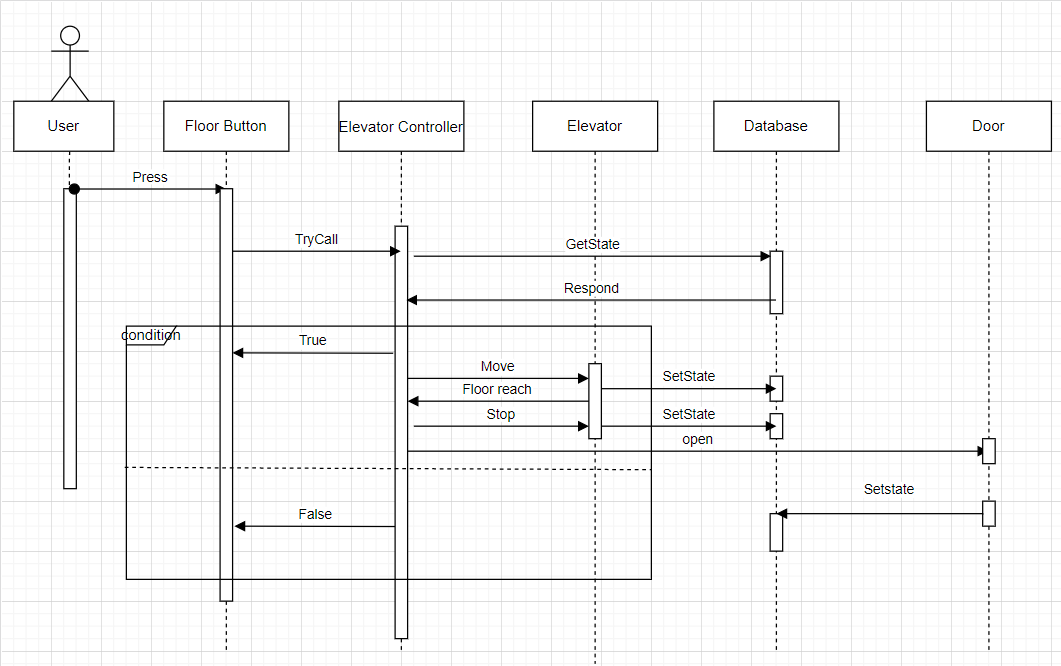 User
Floor Button
Elevator Controller
Elevator
Database
Door
Press
TryCall
GetState
Respond
condition
True
Move
SetState
Floor reach
Stop
SetState
open
Setstate
False